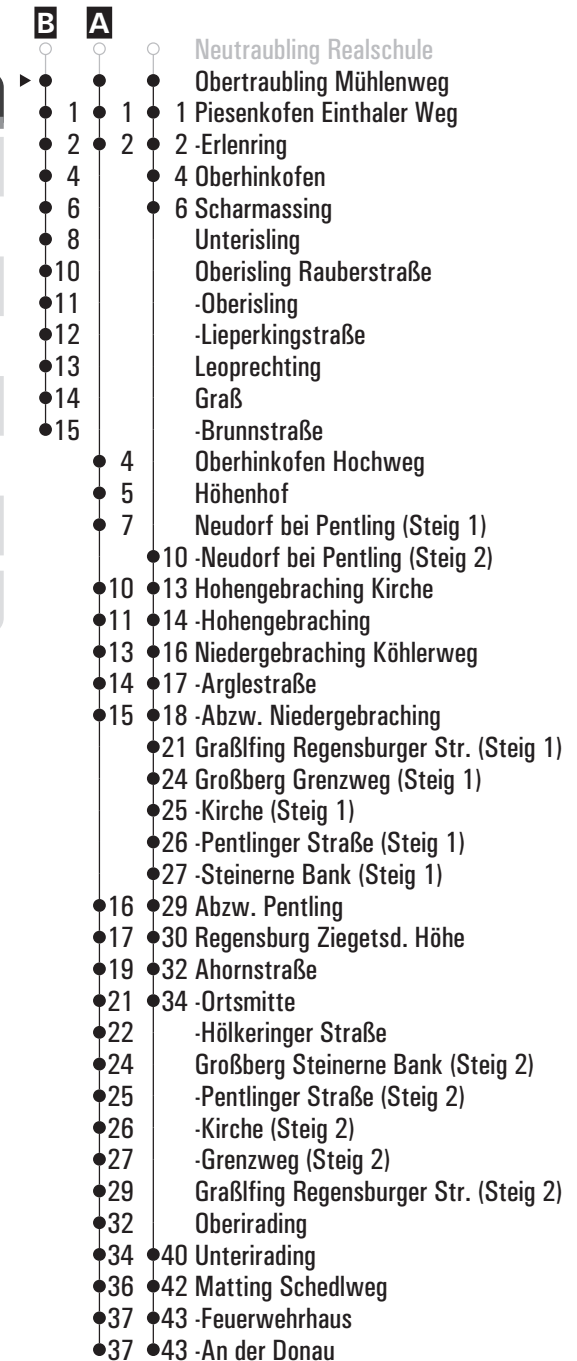 B A
Neutraubling Realschule
Obertraubling Mühlenweg
1 1 1 Piesenkofen Einthaler Weg
2 2 2 -Erlenring
4 4 Oberhinkofen
6 6 Scharmassing
8 Unterisling
10 Oberisling Rauberstraße
11 -Oberisling
12 -Lieperkingstraße
13 Leoprechting
14 Graß
15 -Brunnstraße
4 Oberhinkofen Hochweg
5 Höhenhof
7 Neudorf bei Pentling (Steig 1)
10 -Neudorf bei Pentling (Steig 2)
10 13 Hohengebraching Kirche
11 14 -Hohengebraching
13 16 Niedergebraching Köhlerweg
14 17 -Arglestraße
15 18 -Abzw. Niedergebraching
21 Graßlfing Regensburger Str. (Steig 1)
24 Großberg Grenzweg (Steig 1)
25 -Kirche (Steig 1)
26 -Pentlinger Straße (Steig 1)
27 -Steinerne Bank (Steig 1)
16 29 Abzw. Pentling
17 30 Regensburg Ziegetsd. Höhe
19 32 Ahornstraße
21 34 -Ortsmitte
22 -Hölkeringer Straße
24 Großberg Steinerne Bank (Steig 2)
25 -Pentlinger Straße (Steig 2)
26 -Kirche (Steig 2)
27 -Grenzweg (Steig 2)
29 Graßlfing Regensburger Str. (Steig 2)
32 Oberirading
34 40 Unterirading
36 42 Matting Schedlweg
37 43 -Feuerwehrhaus
37 43 -An der Donau